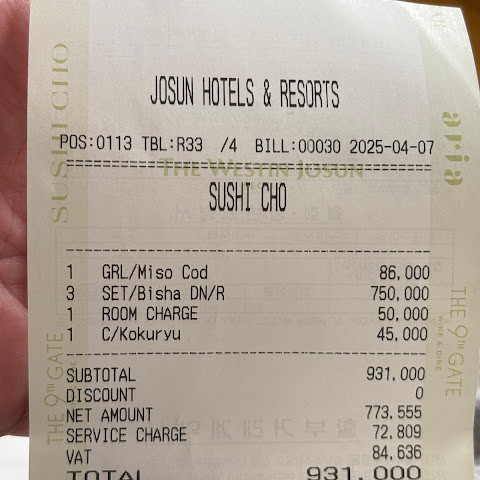 JOSUN HOTELS & RESORTS
POS:0113 TBL:R33 /4 BILL:00030 2025-04-07
THE WESTIN JOSUN
SUSHI CHO
1 GRL/Miso Cod 86,000
3 SET/Bisha DN/R 750,000
1 ROOM CHARGE 50,000
1 C/Kokuryu 45,000
SUBTOTAL 931,000
DISCOUNT 0
NET AMOUNT 773,555
SERVICE CHARGE 72,809
VAT 84,636
TOTAL 931,000
SUSHI CHO
THE 9TH GATE
aria
THE 9TH GATE
WINE & DINE